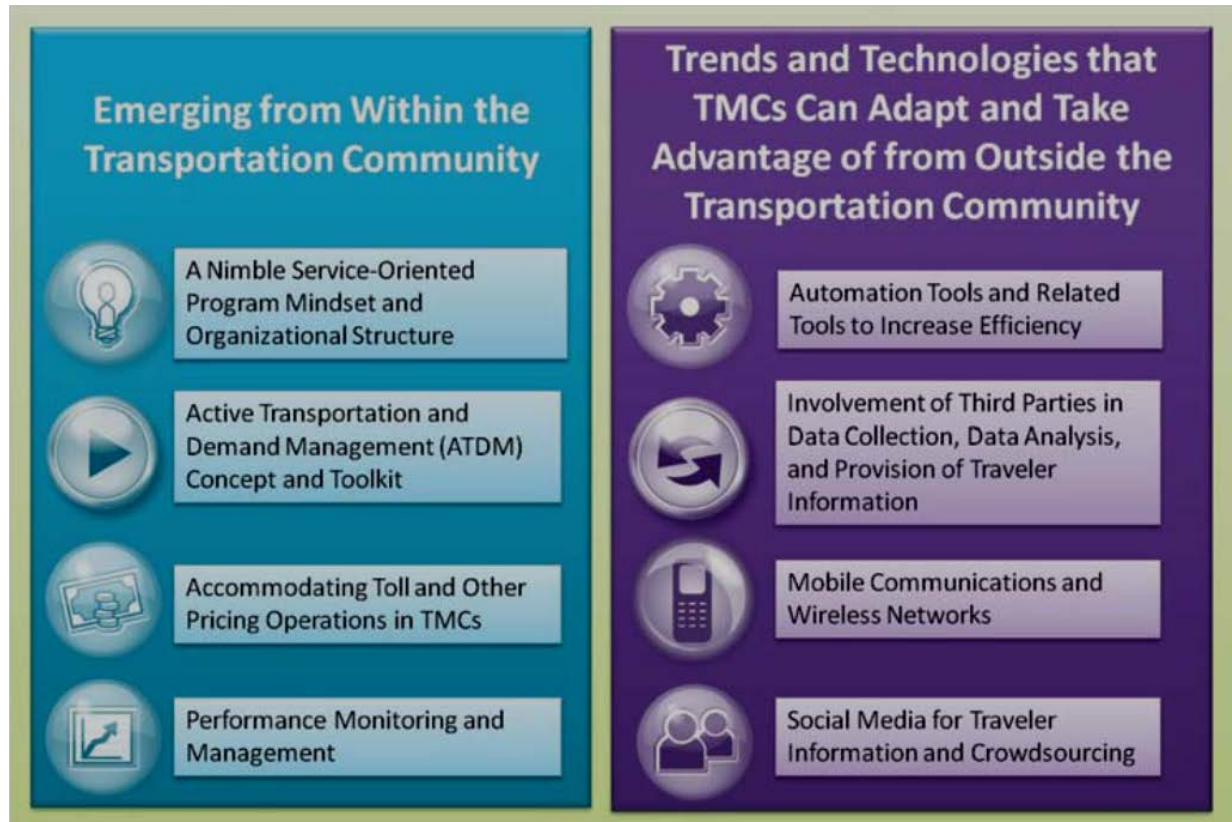 Emerging from Within the
Transportation Community
A Nimble Service-Oriented
Program Mindset and
Organizational Structure
Active Transportation and
Demand Management (ATDM)
Concept and Toolkit
Accommodating Toll and Other
Pricing Operations in TMCs
Performance Monitoring and
Management
Trends and Technologies that
TMCs Can Adapt and Take
Advantage of from Outside the
Transportation Community
Automation Tools and Related
Tools to Increase Efficiency
Involvement of Third Parties in
Data Collection, Data Analysis,
and Provision of Traveler
Information
Mobile Communications and
Wireless Networks
Social Media for Traveler
Information and Crowdsourcing